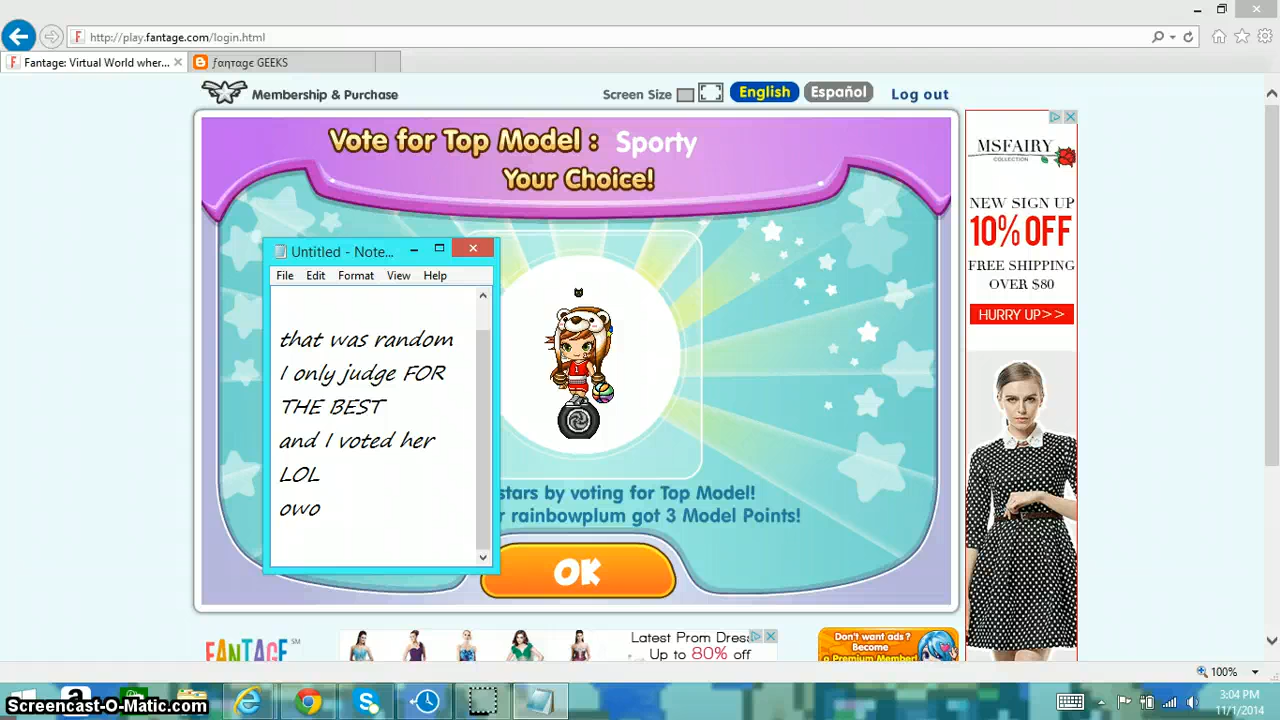 http://play.fantage.com/login.html
Fantage: Virtual World wher...
ƒαηтαgє GEEKS
Membership & Purchase
Screen Size
English
Español
Log out
Vote for Top Model : Sporty
Your Choice!
Untitled - Note...
File Edit Format View Help
that was random
I only judge FOR
THE BEST
and I voted her
LOL
owo
stars by voting for Top Model!
r rainbowplum got 3 Model Points!
OK
MSFAIRY
COLLECTION
NEW SIGN UP
10% OFF
FREE SHIPPING
OVER $80
HURRY UP>>
FANTAGE SM
Latest Prom Dress
Up to 80% off
Don't want ads?
Become
a Premium Member!
100%
Screencast-O-Matic.com
3:04 PM
11/1/2014